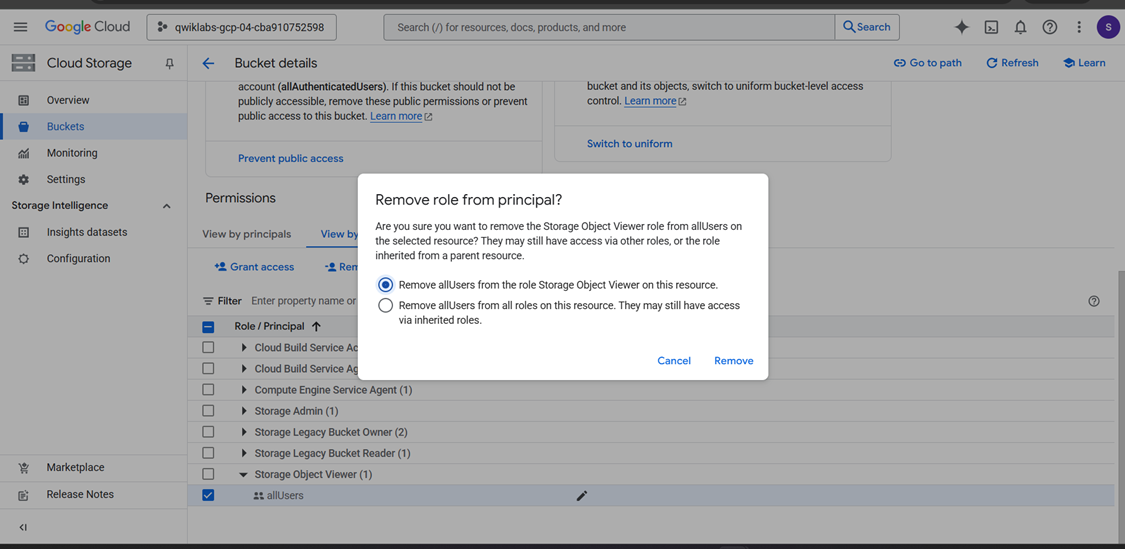 Google Cloud
qwiklabs-gcp-04-cba910752598
Search (/) for resources, docs, products, and more
Search
S
Cloud Storage
Bucket details
Go to path
Refresh
Learn
Overview
Buckets
Monitoring
Settings
Storage Intelligence
Insights datasets
Configuration
Marketplace
Release Notes
account (allAuthenticatedUsers). If this bucket should not be
publicly accessible, remove these public permissions or prevent
public access to this bucket. Learn more
Prevent public access
bucket and its objects, switch to uniform bucket-level access
control. Learn more
Switch to uniform
Permissions
View by principals
View by
Grant access
Rem
Filter
Enter property name or
Role / Principal
Cloud Build Service Ac
Cloud Build Service Ag
Compute Engine Service Agent (1)
Storage Admin (1)
Storage Legacy Bucket Owner (2)
Storage Legacy Bucket Reader (1)
Storage Object Viewer (1)
allUsers
Remove role from principal?
Are you sure you want to remove the Storage Object Viewer role from allUsers on
the selected resource? They may still have access via other roles, or the role
inherited from a parent resource.
Remove allUsers from the role Storage Object Viewer on this resource.
Remove allUsers from all roles on this resource. They may still have access
via inherited roles.
Cancel
Remove